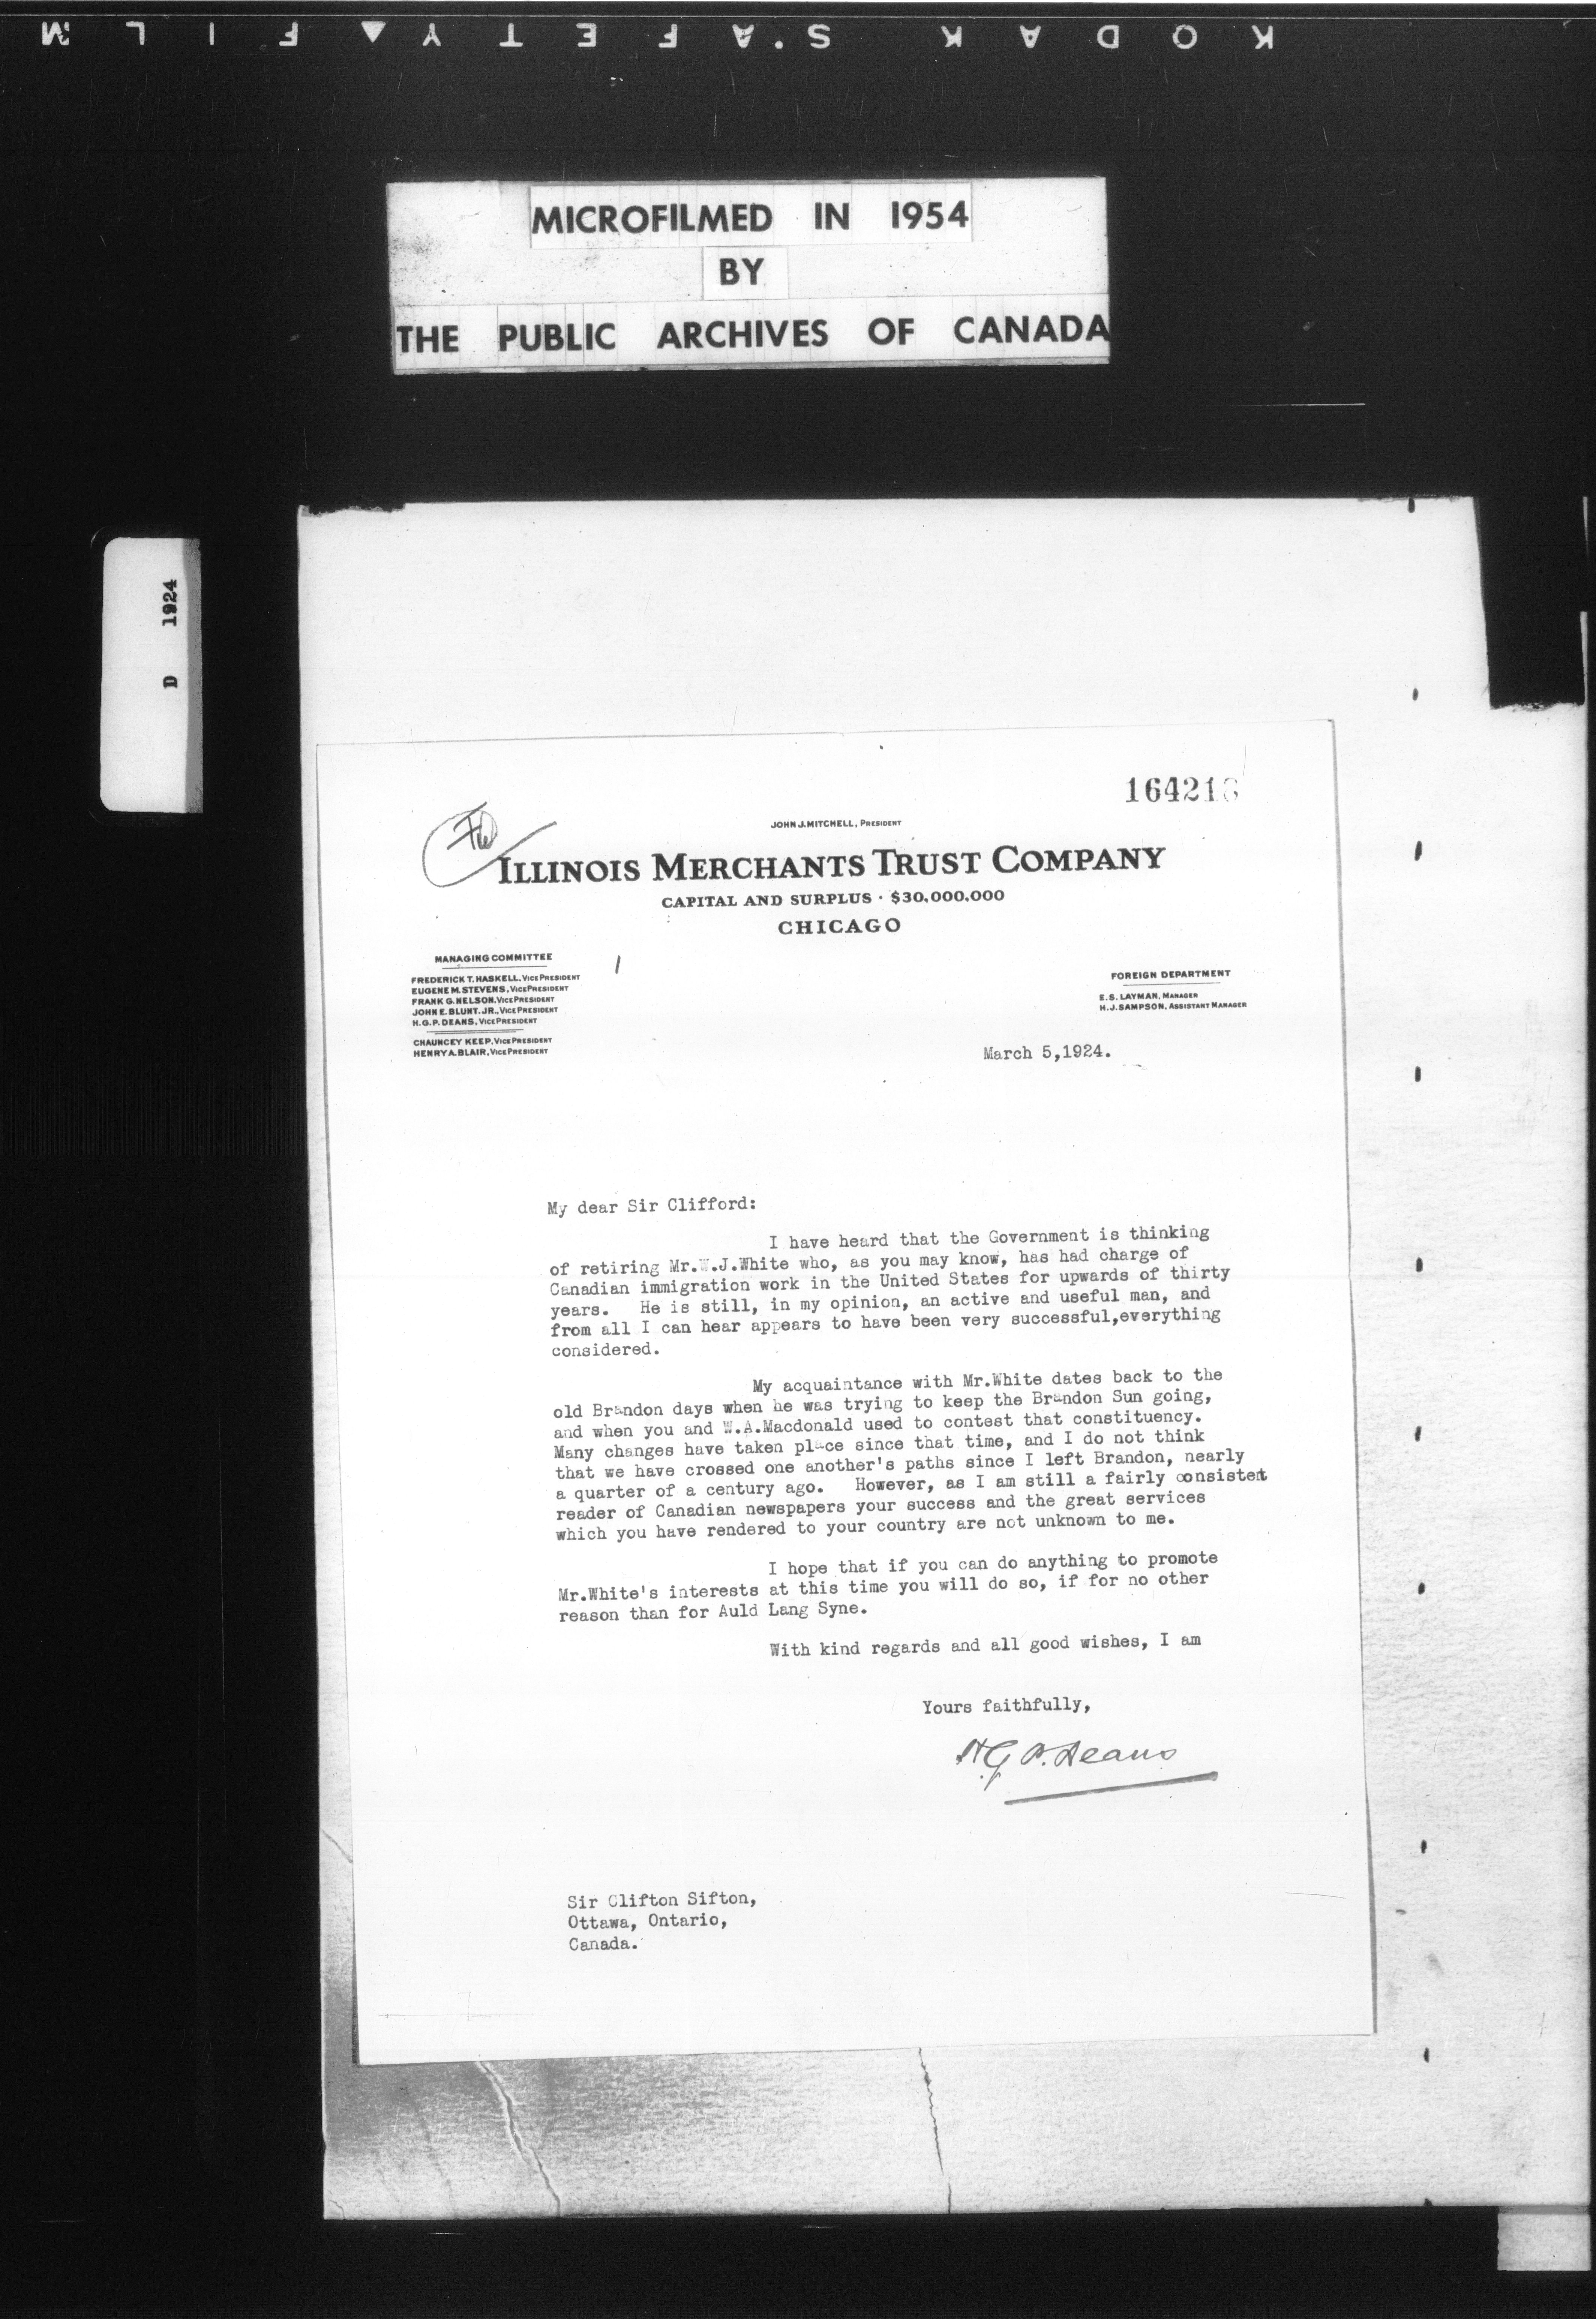 KODAK SAFETY FILM
MICROFILMED IN 1954
BY
THE PUBLIC ARCHIVES OF CANADA
D 1924
164216
JOHN J. MITCHELL, PRESIDENT
ILLINOIS MERCHANTS TRUST COMPANY
CAPITAL AND SURPLUS · $30,000,000
CHICAGO
MANAGING COMMITTEE
FREDERICK T. HASKELL, VICE PRESIDENT
EUGENE M. STEVENS, VICE PRESIDENT
FRANK G. NELSON, VICE PRESIDENT
JOHN E. BLUNT, JR., VICE PRESIDENT
H. G. P. DEANS, VICE PRESIDENT
CHAUNCEY KEEP, VICE PRESIDENT
HENRY A. BLAIR, VICE PRESIDENT
FOREIGN DEPARTMENT
E. S. LAYMAN, MANAGER
H. J. SAMPSON, ASSISTANT MANAGER
March 5,1924.
My dear Sir Clifford:
I have heard that the Government is thinking
of retiring Mr.W.J.White who, as you may know, has had charge of
Canadian immigration work in the United States for upwards of thirty
years. He is still, in my opinion, an active and useful man, and
from all I can hear appears to have been very successful,everything
considered.
My acquaintance with Mr.White dates back to the
old Brandon days when he was trying to keep the Brandon Sun going,
and when you and W.A.Macdonald used to contest that constituency.
Many changes have taken place since that time, and I do not think
that we have crossed one another's paths since I left Brandon, nearly
a quarter of a century ago. However, as I am still a fairly consistent
reader of Canadian newspapers your success and the great services
which you have rendered to your country are not unknown to me.
I hope that if you can do anything to promote
Mr.White's interests at this time you will do so, if for no other
reason than for Auld Lang Syne.
With kind regards and all good wishes, I am
Yours faithfully,
H.G.P.Deans
Sir Clifton Sifton,
Ottawa, Ontario,
Canada.